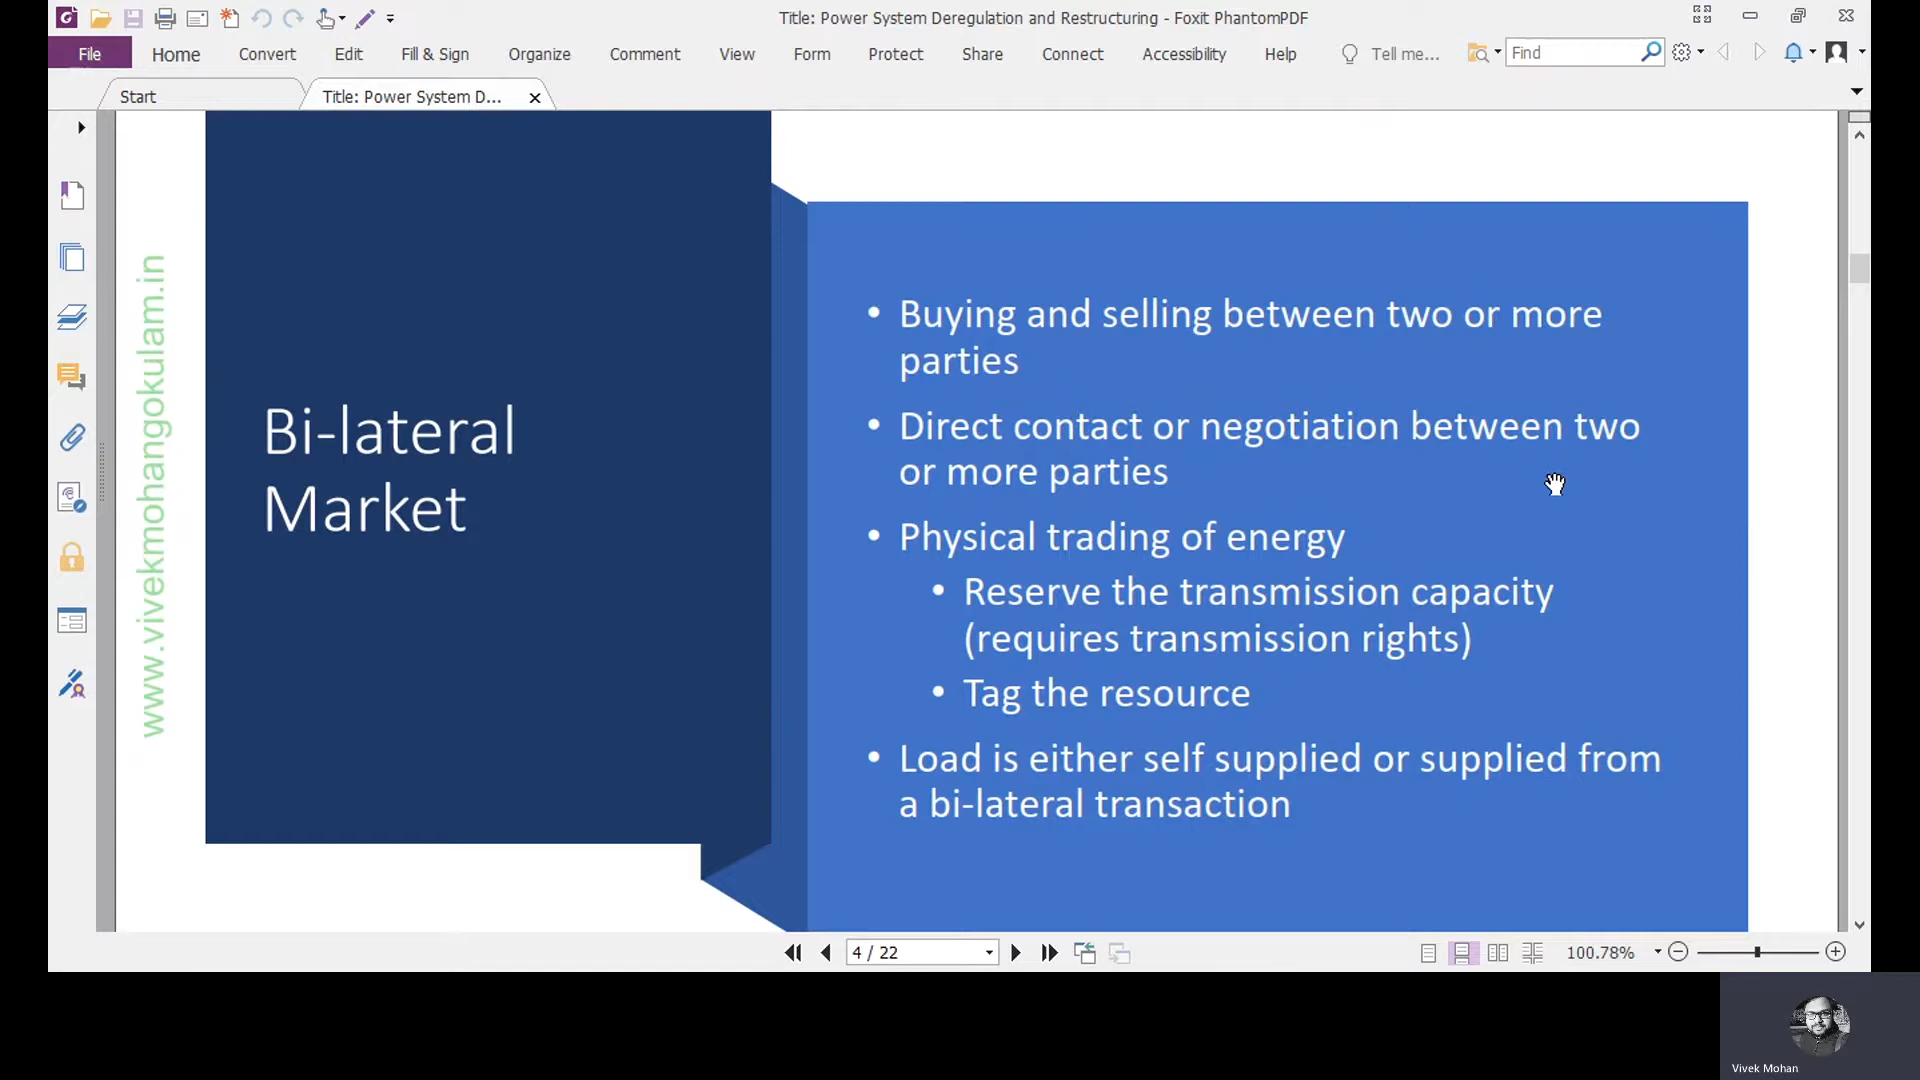 Title: Power System Deregulation and Restructuring - Foxit PhantomPDF
File Home Convert Edit Fill & Sign Organize Comment View Form Protect Share Connect Accessibility Help Tell me... Find
Start Title: Power System D...
www.vivekmohangokulam.in
Bi-lateral
Market
• Buying and selling between two or more
parties
• Direct contact or negotiation between two
or more parties
• Physical trading of energy
• Reserve the transmission capacity
(requires transmission rights)
• Tag the resource
• Load is either self supplied or supplied from
a bi-lateral transaction
4 / 22 100.78%
Vivek Mohan